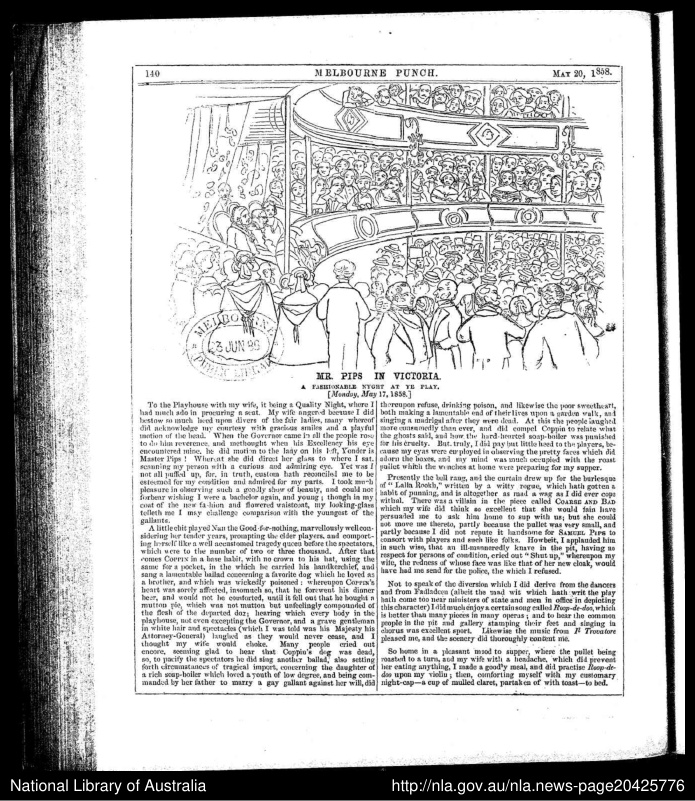 140
MELBOURNE PUNCH.
MAY 20, 1858.
MELBOURNE
3 JUN 99
PUBLIC
MR. PIPS IN VICTORIA.
A FASHIONABLE NYGHT AT YE PLAY.
[Monday, May 17, 1858.]
To the Playhouse with my wife, it being a Quality Night, where I
had much ado in procuring a seat. My wife angered because I did
bestow so much heed upon divers of the fair ladies, many whereof
did acknowledge my courtesy with gracious smiles and a playful
motion of the head. When the Governor came in all the people rose
to do him reverence, and methought when his Excellency his eye
encountered mine, he did motion to the lady on his left, Yonder is
Master Pips! Whereat she did direct her glass to where I sat,
scanning my person with a curious and admiring eye. Yet was I
not all puffed up, for, in truth, custom hath reconciled me to be
esteemed for my condition and admired for my parts. I took much
pleasure in observing such a goodly show of beauty, and could not
forbear wishing I were a bachelor again, and young; though in my
coat of the new fashion and flowered waistcoat, my looking-glass
telleth me I may challenge comparison with the youngest of the
gallants.
A little chit played Nan the Good-for-nothing, marvellously well con-
sidering her tender years, prompting the elder players, and comport-
ing herself like a well accustomed tragedy queen before the spectators,
which were to the number of two or three thousand. After that
comes COPPIN in a base habit, with no crown to his hat, using the
same for a pocket, in the which he carried his handkerchief, and
sang a lamentable ballad concerning a favorite dog which he loved as
a brother, and which was wickedly poisoned: whereupon COPPIN'S
heart was sorely affected, insomuch so, that he forewent his dinner
beer, and would not be comforted, until it fell out that he bought a
mutton pie, which was not mutton but unfeelingly compounded of
the flesh of the departed dog; hearing which every body in the
playhouse, not even excepting the Governor, and a grave gentleman
in white hair and spectacles (which I was told was his Majesty his
Attorney-General) laughed as they would never cease, and I
thought my wife would choke. Many people cried out
encore, seeming glad to hear that Coppin's dog was dead,
so, to pacify the spectators he did sing another ballad, also setting
forth circumstances of tragical import, concerning the daughter of
a rich soap-boiler which loved a youth of low degree, and being com-
manded by her father to marry a gay gallant against her will, did
thereupon refuse, drinking poison, and likewise the poor sweetheart,
both making a lamentable end of their lives upon a garden walk, and
singing a madrigal after they were dead. At this the people laughed
more consumedly than ever, and did compel Coppin to relate what
the ghosts said, and how the hard-hearted soap-boiler was punished
for his cruelty. But, truly, I did pay but little heed to the players, be-
cause my eyes were employed in observing the pretty faces which did
adorn the boxes, and my mind was much occupied with the roast
pullet which the wenches at home were preparing for my supper.
Presently the bell rang, and the curtain drew up for the burlesque
of "Lalla Rookh," written by a witty rogue, which hath gotten a
habit of punning, and is altogether as mad a wag as I did ever cope
withal. There was a villain in the piece called COARSE AND BAD
which my wife did think so excellent that she would fain have
persuaded me to ask him home to sup with us; but she could
not move me thereto, partly because the pullet was very small, and
partly because I did not repute it handsome for SAMUEL PIPS to
consort with players and such like folks. Howbeit, I applauded him
in such wise, that an ill-manneredly knave in the pit, having no
respect for persons of condition, cried out "Shut up," whereupon my
wife, the redness of whose face was like that of her new cloak, would
have had me send for the police, the which I refused.
Not to speak of the diversion which I did derive from the dancers
and from Fadladeen (albeit the mad wit which hath writ the play
hath come too near ministers of state and men in office in depicting
this character) I did much enjoy a certain song called Roop-de-doo, which
is better than many pieces in many operas; and to hear the common
people in the pit and gallery stamping their feet and singing in
chorus was excellent sport. Likewise the music from Il Trovatore
pleased me, and the scenery did thoroughly content me.
So home in a pleasant mood to supper, where the pullet being
roasted to a turn, and my wife with a headache, which did prevent
her eating anything, I made a goodly meal, and did practise Roop-de-
doo upon my violin; then, comforting myself with my customary
night-cap—a cup of mulled claret, partaken of with toast—to bed.
National Library of Australia
http://nla.gov.au/nla.news-page20425776